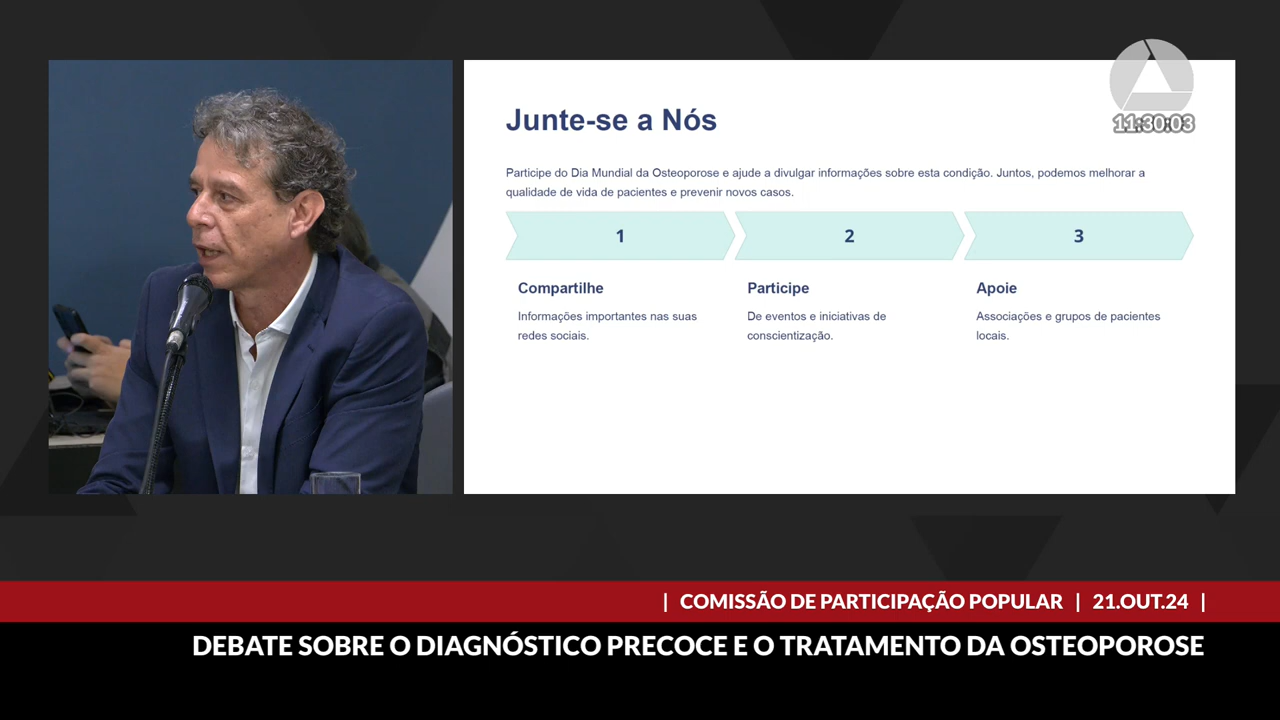 Junte-se a Nós
11:30:03
Participe do Dia Mundial da Osteoporose e ajude a divulgar informações sobre esta condição. Juntos, podemos melhorar a
qualidade de vida de pacientes e prevenir novos casos.
1
2
3
Compartilhe
Informações importantes nas suas
redes sociais.
Participe
De eventos e iniciativas de
conscientização.
Apoie
Associações e grupos de pacientes
locais.
| COMISSÃO DE PARTICIPAÇÃO POPULAR | 21.OUT.24 |
DEBATE SOBRE O DIAGNÓSTICO PRECOCE E O TRATAMENTO DA OSTEOPOROSE